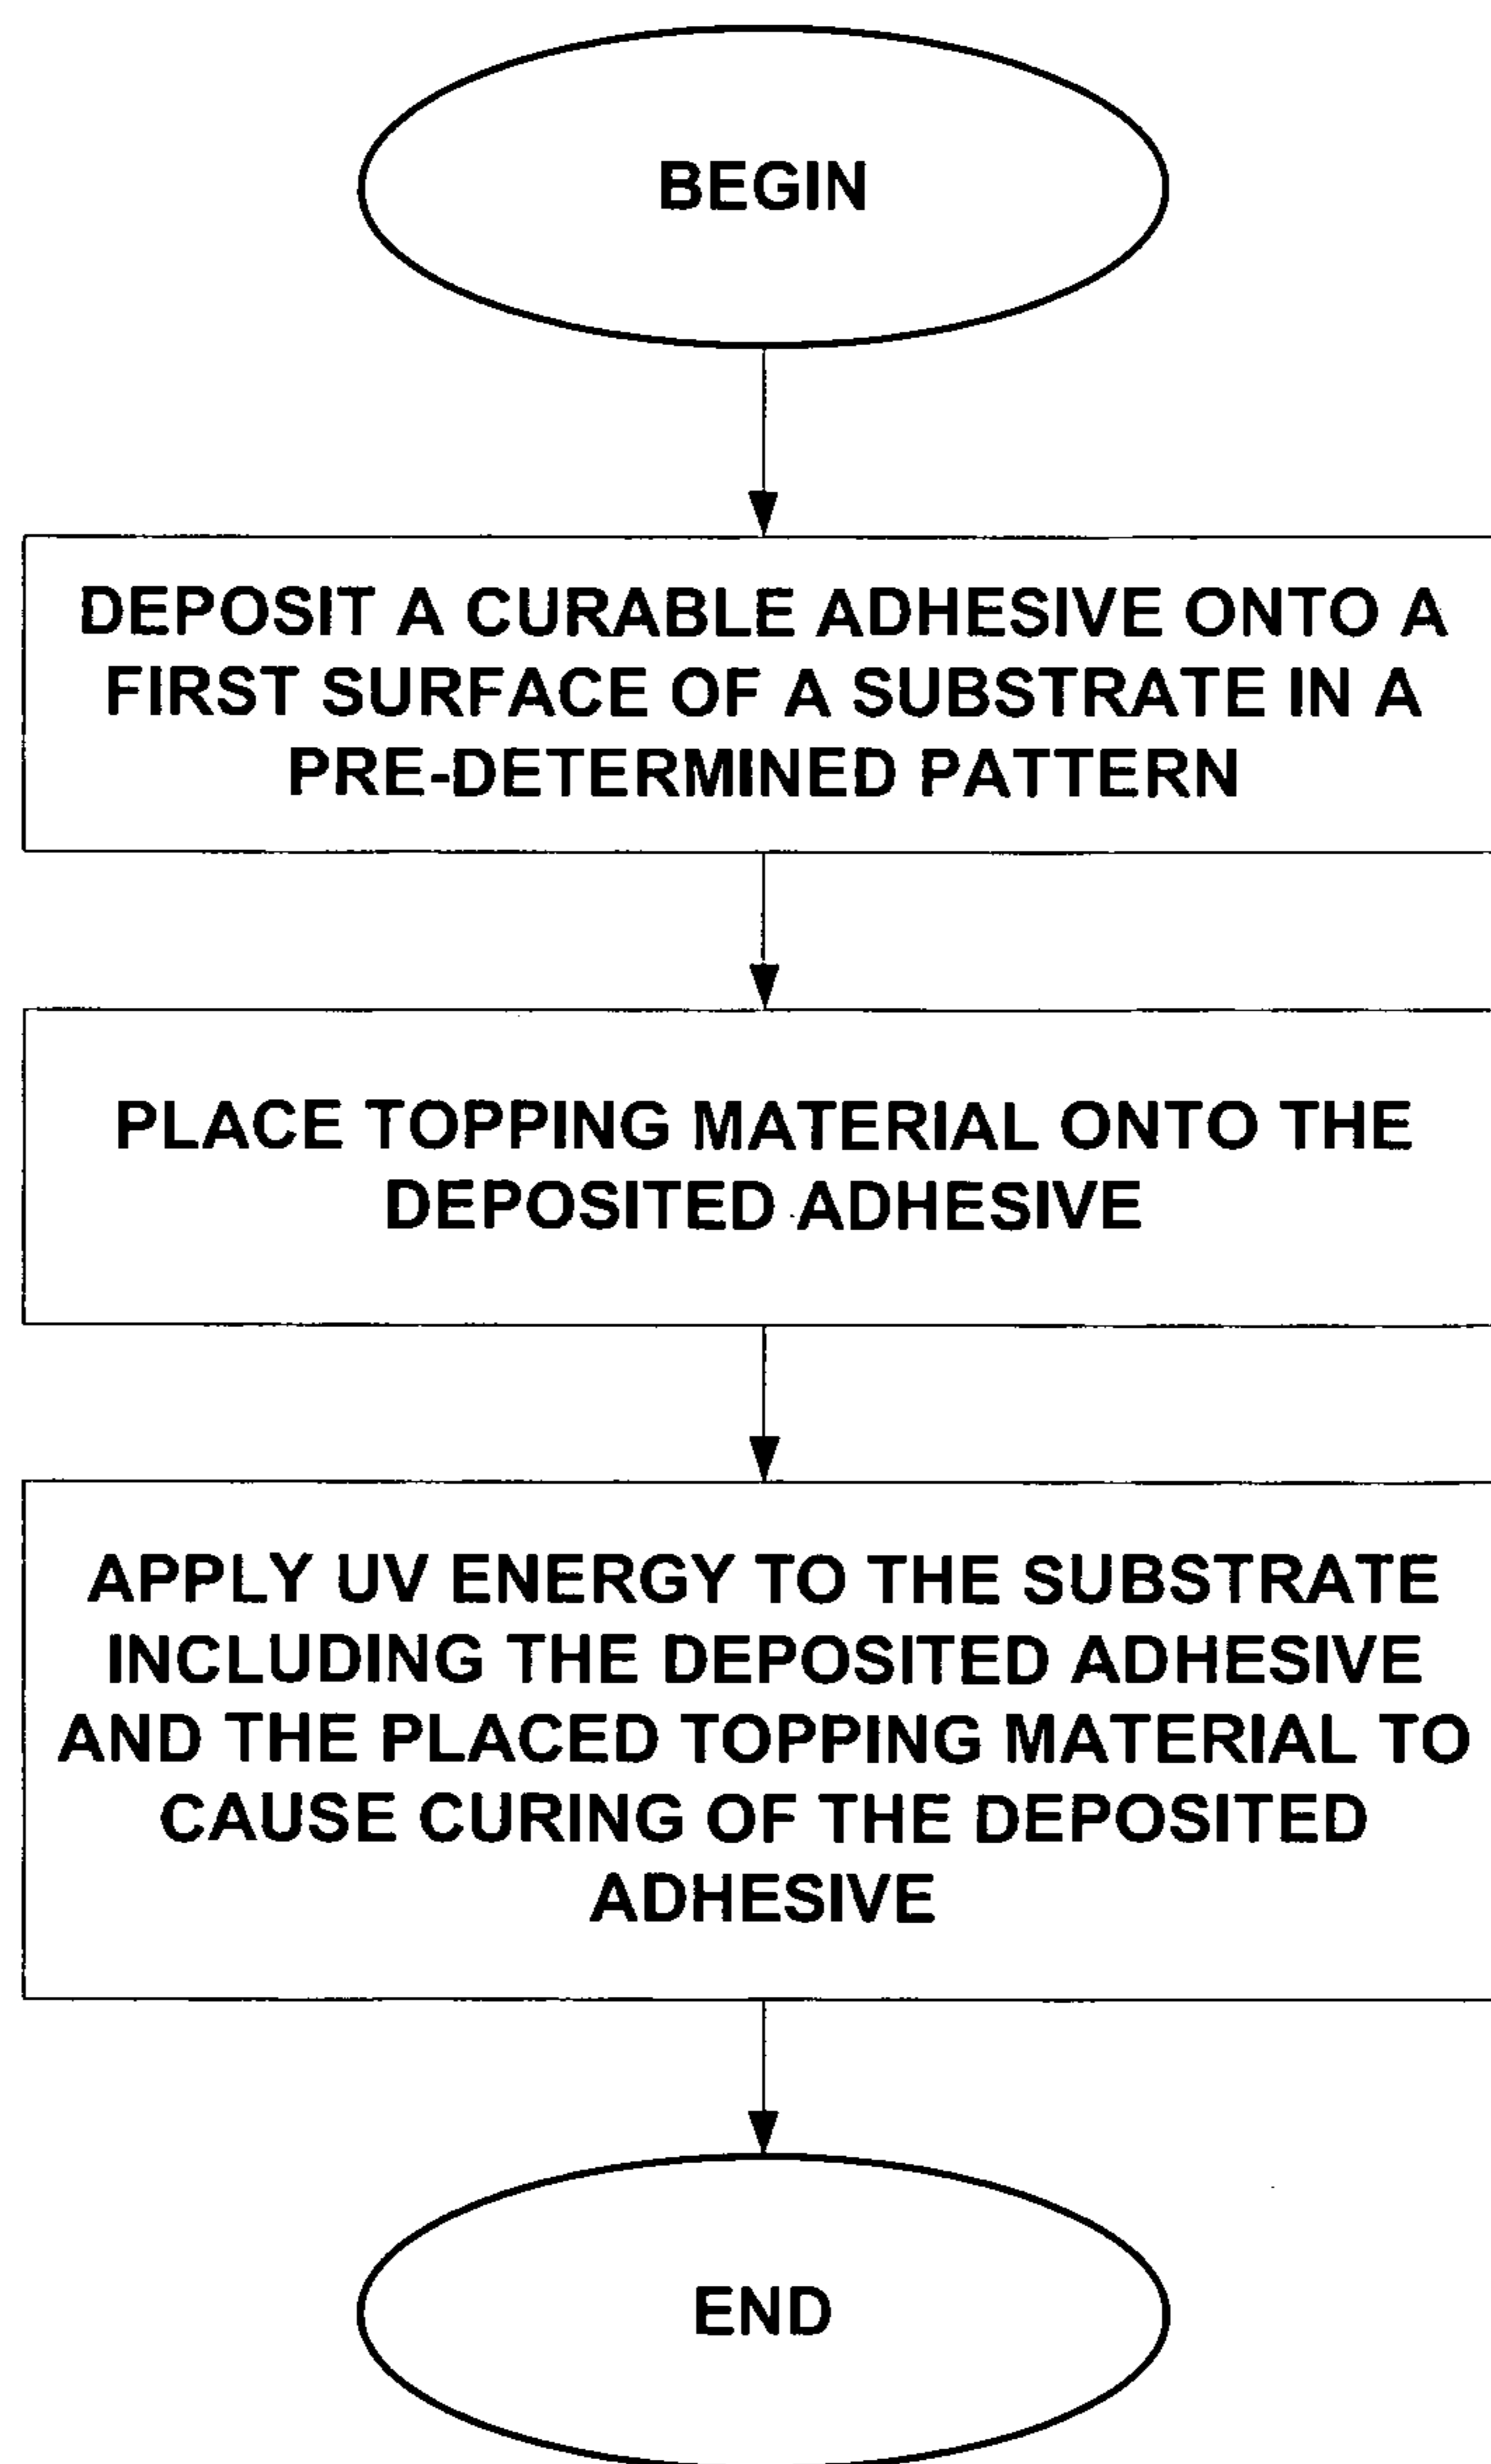 BEGIN
DEPOSIT A CURABLE ADHESIVE ONTO A
FIRST SURFACE OF A SUBSTRATE IN A
PRE-DETERMINED PATTERN
PLACE TOPPING MATERIAL ONTO THE
DEPOSITED ADHESIVE
APPLY UV ENERGY TO THE SUBSTRATE
INCLUDING THE DEPOSITED ADHESIVE
AND THE PLACED TOPPING MATERIAL TO
CAUSE CURING OF THE DEPOSITED
ADHESIVE
END